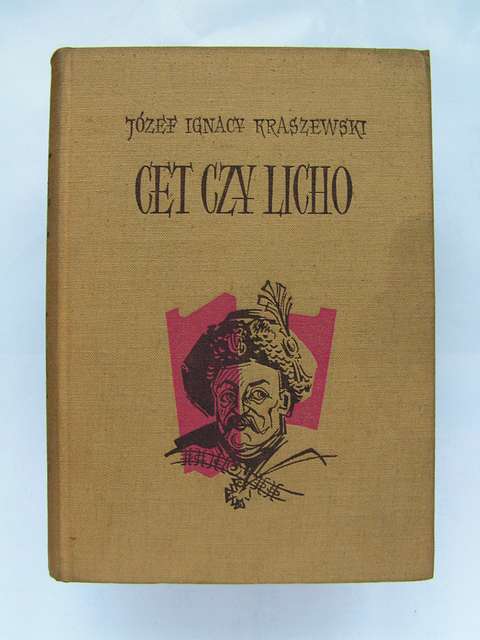 JÓZEF IGNACY KRASZEWSKI
CET CZY LICHO